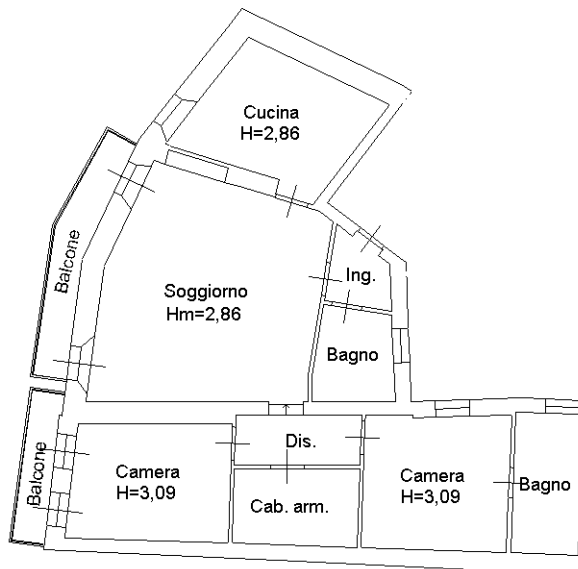 Cucina
H=2,86
Balcone
Soggiorno
Hm=2,86
Ing.
Bagno
Balcone
Camera
H=3,09
Dis.
Cab. arm.
Camera
H=3,09
Bagno